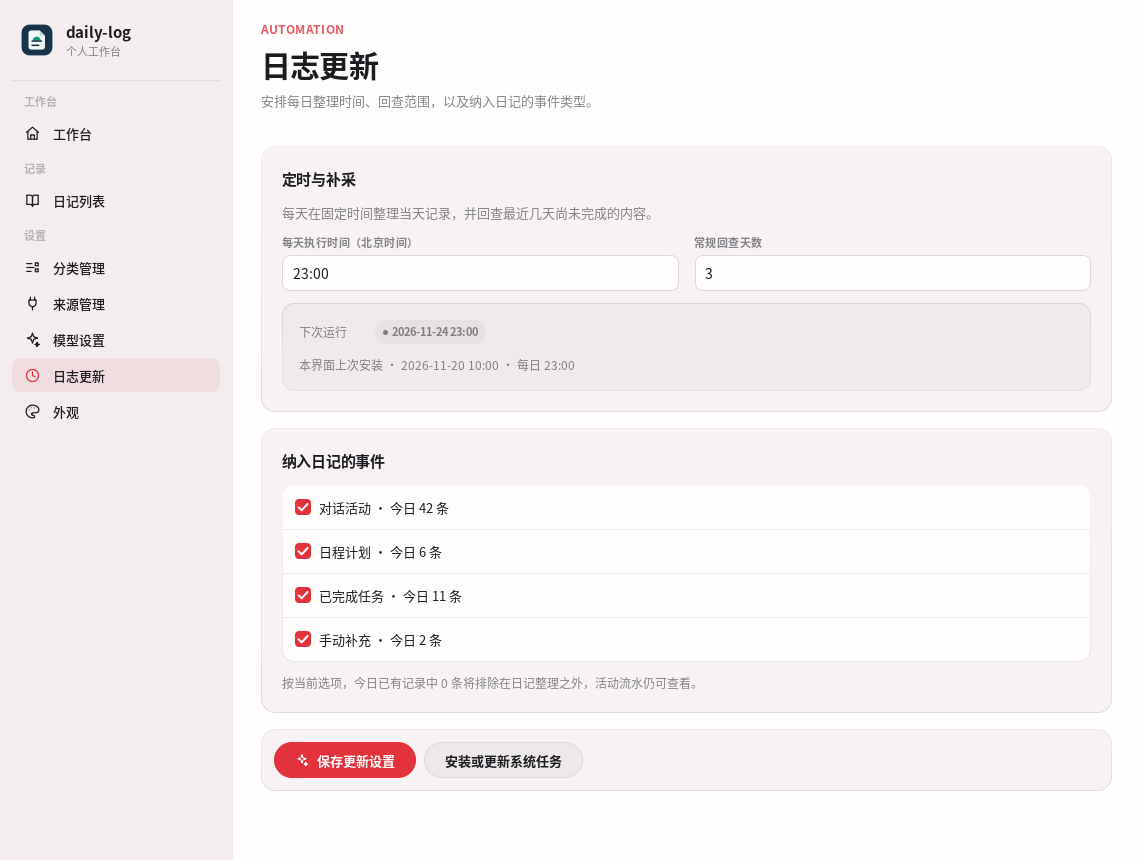 daily-log
个人工作台
工作台
工作台
记录
日记列表
设置
分类管理
来源管理
模型设置
日志更新
外观
AUTOMATION
日志更新
安排每日整理时间、回查范围，以及纳入日记的事件类型。
定时与补采
每天在固定时间整理当天记录，并回查最近几天尚未完成的内容。
每天执行时间（北京时间）
23:00
常规回查天数
3
下次运行
2026-11-24 23:00
本界面上次安装 · 2026-11-20 10:00 · 每日 23:00
纳入日记的事件
对话活动 · 今日 42 条
日程计划 · 今日 6 条
已完成任务 · 今日 11 条
手动补充 · 今日 2 条
按当前选项，今日已有记录中 0 条将排除在日记整理之外，活动流水仍可查看。
保存更新设置
安装或更新系统任务